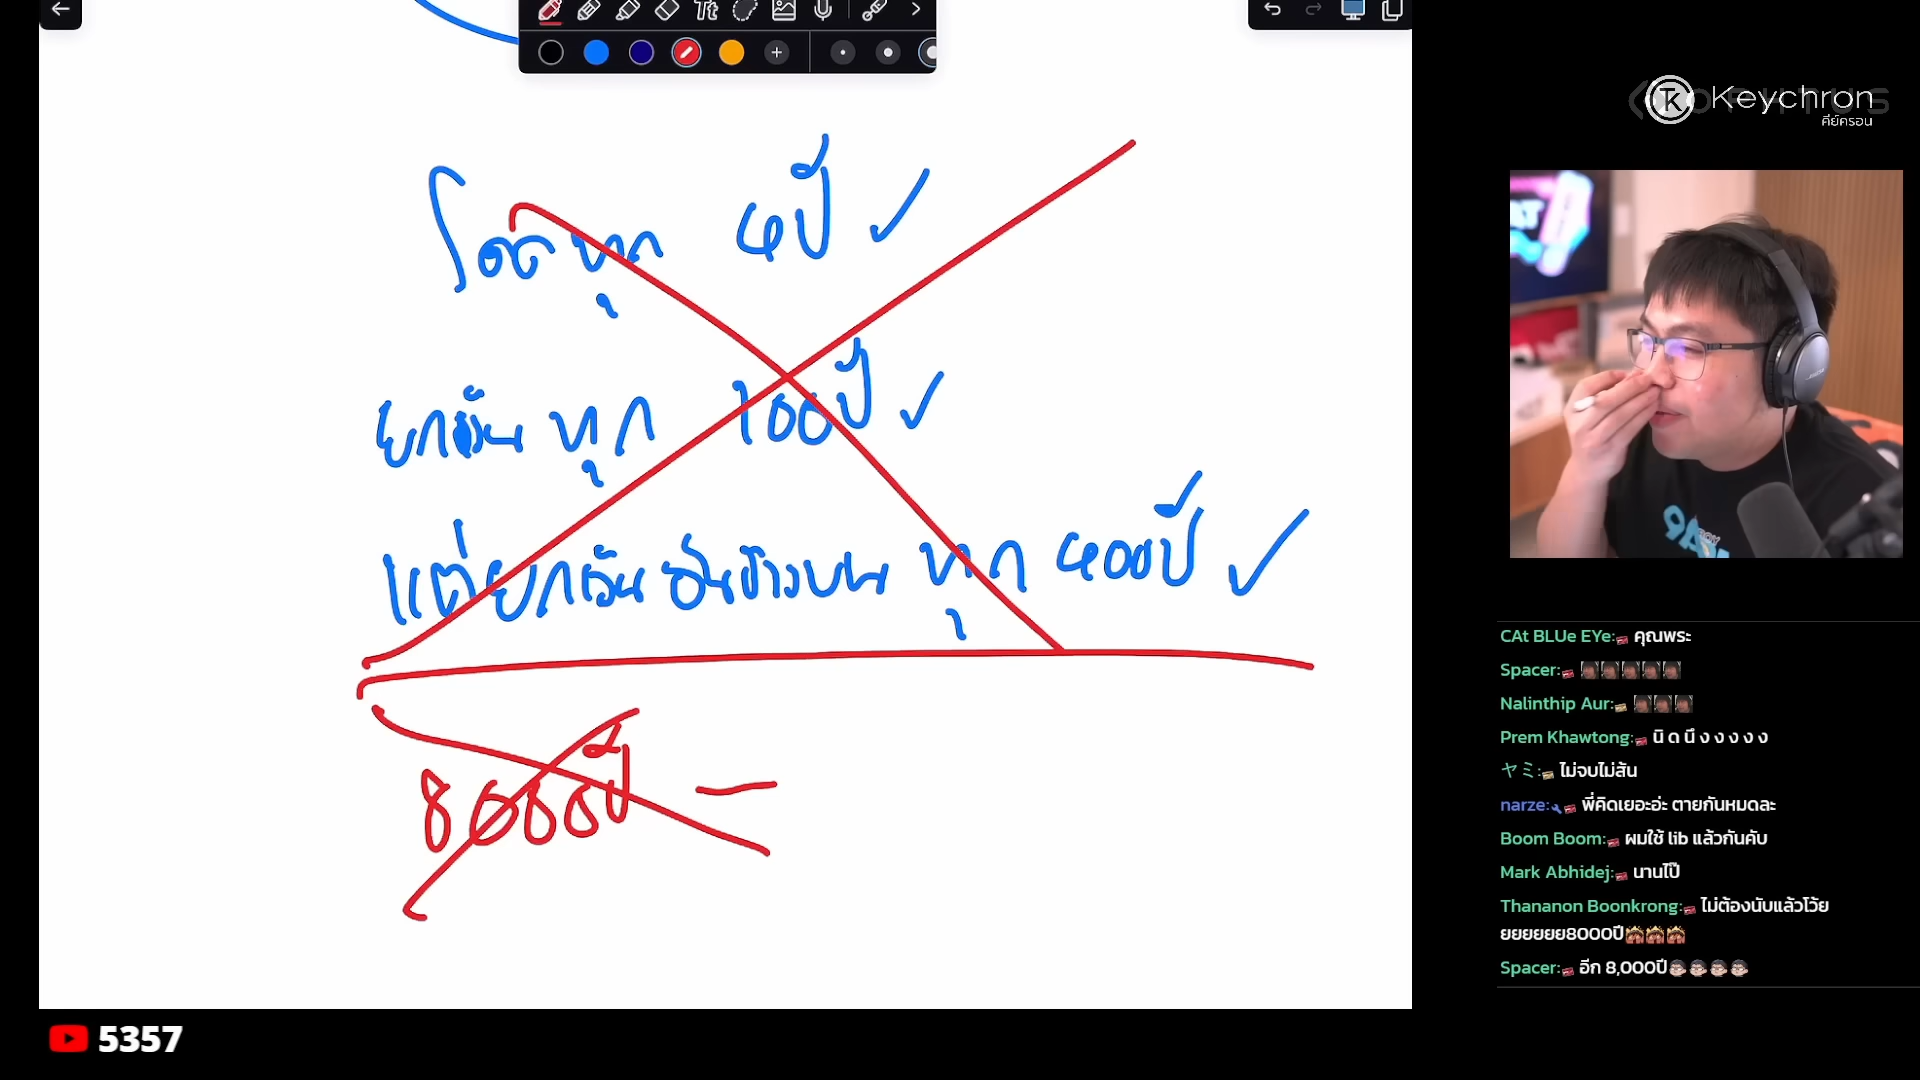 Tt
โดดทุก 4ปี ✓
ยกเว้น ทุก 100ปี ✓
แต่ยกเว้น อันข้างบน ทุก 400ปี ✓
8000ปี —
Keychron
คีย์ครอน
CAt BLUe EYe: คุณพระ
Spacer:
Nalinthip Aur:
Prem Khawtong: นิ ด นึ ง ง ง ง ง
ヤミ: ไม่จบไม่สิ้น
narze: พี่คิดเยอะอ่ะ ตายกันหมดละ
Boom Boom: ผมใช้ lib แล้วกันคับ
Mark Abhidej: นานไป๊
Thananon Boonkrong: ไม่ต้องนับแล้วโว้ย
ยยยยยย8000ปี
Spacer: อีก 8,000ปี
5357